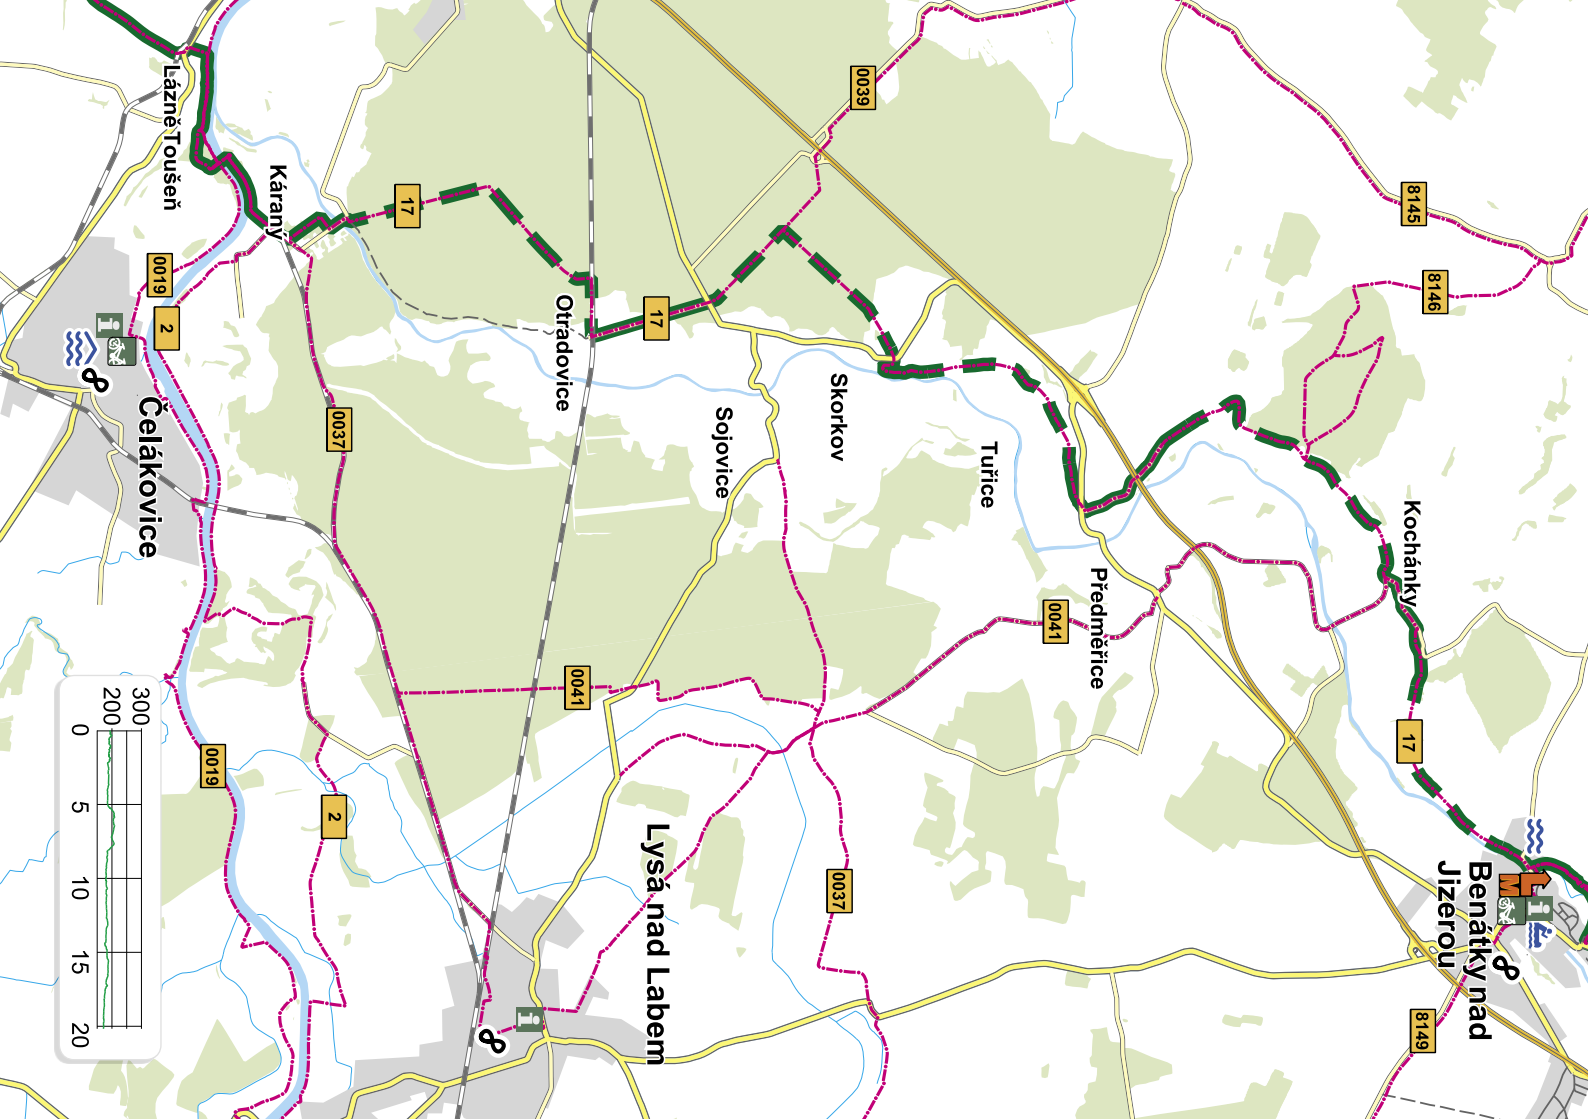 Lázně Toušeň
Káraný
17
0019
2
Čelákovice
0037
Otradovice
17
0039
Sojovice
Skorkov
Tuřice
Předměřice
0041
0041
Kochánky
8145
8146
17
Benátky nad
Jizerou
8149
0037
Lysá nad Labem
0019
2
300
200
0
5
10
15
20
i
i
i
M